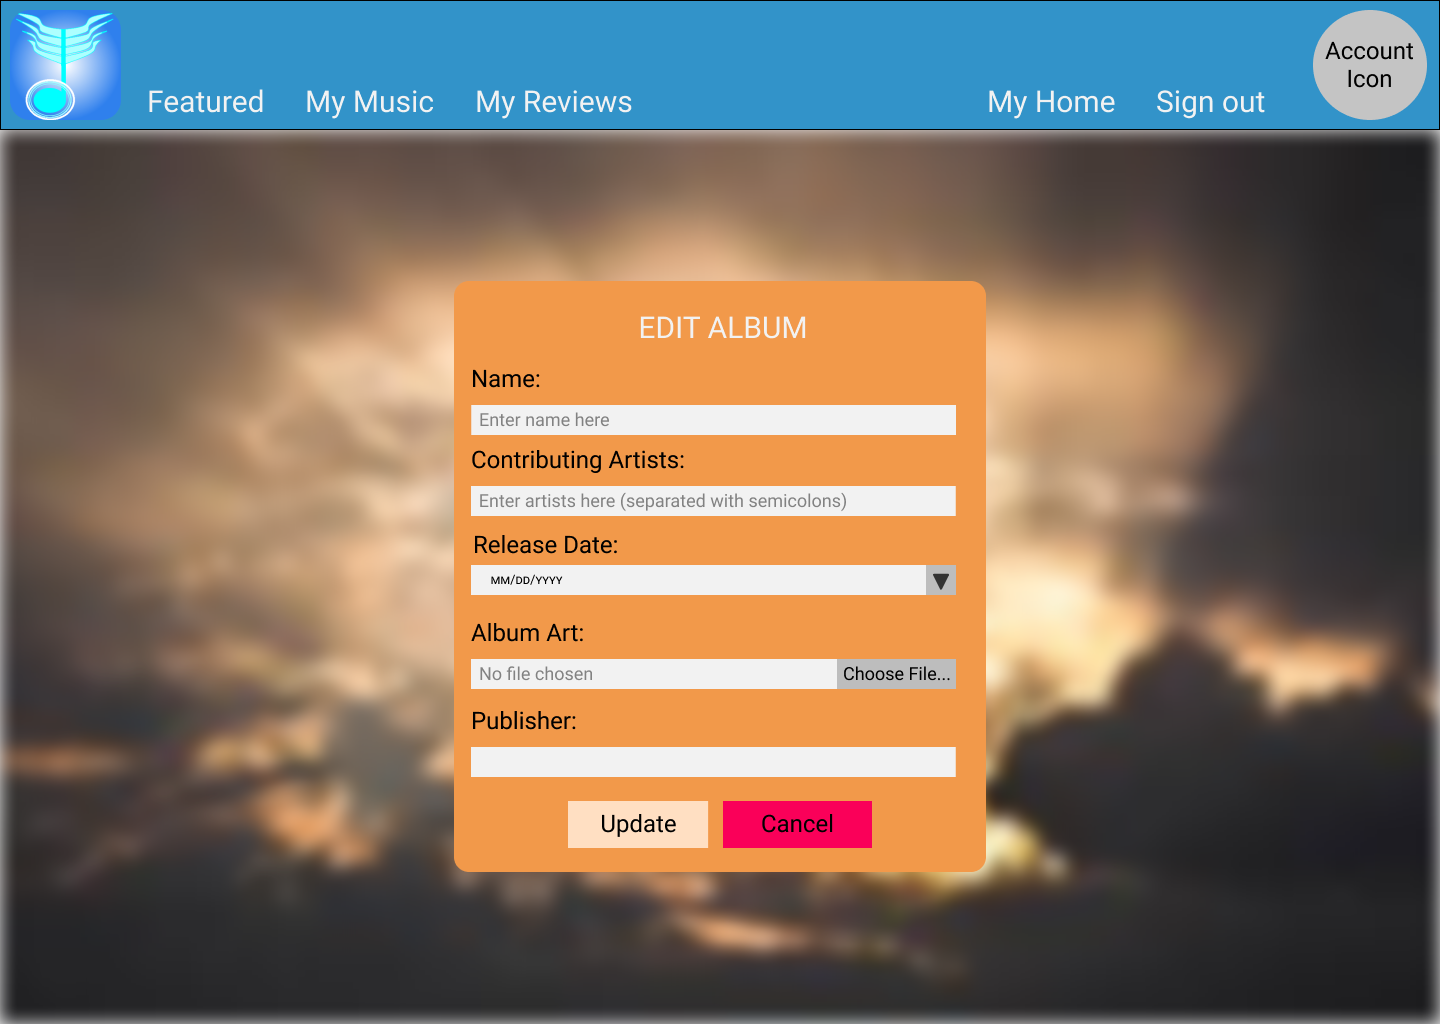 Featured
My Music
My Reviews
My Home
Sign out
Account
Icon
EDIT ALBUM
Name:
Enter name here
Contributing Artists:
Enter artists here (separated with semicolons)
Release Date:
MM/DD/YYYY
Album Art:
No file chosen
Choose File...
Publisher:
Update
Cancel